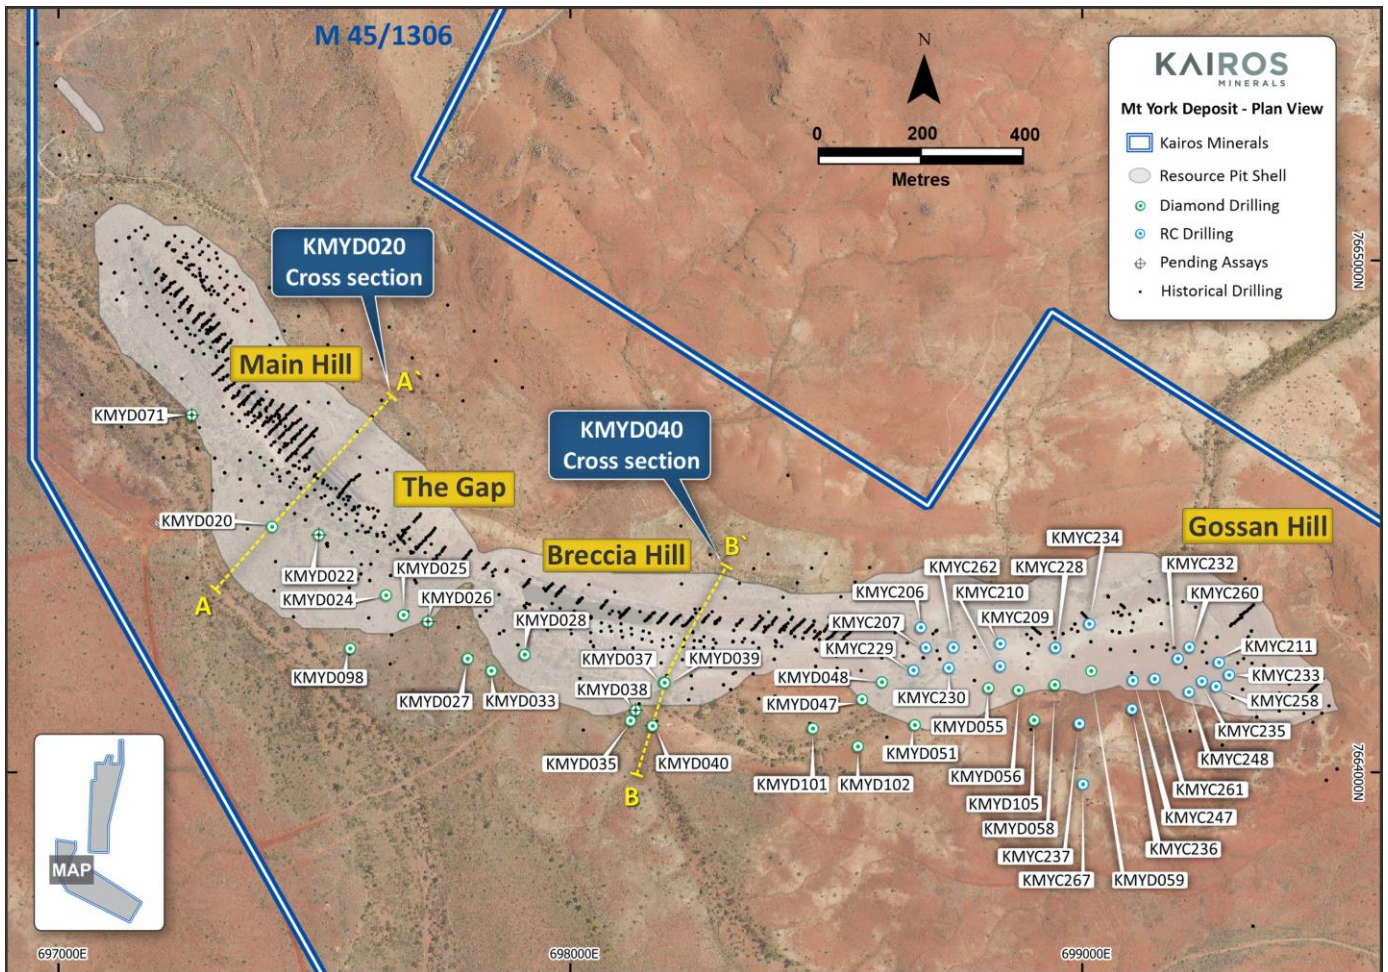 M 45/1306
N
0 200 400
Metres
KAIROS
MINERALS
Mt York Deposit - Plan View
Kairos Minerals
Resource Pit Shell
Diamond Drilling
RC Drilling
Pending Assays
Historical Drilling
7665000N
KMYD020
Cross section
Main Hill
A`
KMYD071
KMYD040
Cross section
The Gap
KMYD020
Gossan Hill
KMYC234
B`
Breccia Hill
KMYC262
KMYC228
KMYC232
KMYD025
KMYD022
KMYC206
KMYC210
KMYC260
KMYD024
KMYD026
A
KMYC209
KMYD028
KMYC207
KMYC229
KMYC211
KMYD037
KMYD039
KMYD098
KMYD048
KMYC233
KMYD038
KMYC230
KMYD027
KMYD033
KMYC258
KMYD047
KMYD055
KMYC235
KMYD051
KMYC248
KMYD035
KMYD040
7664000N
KMYD056
KMYD101
KMYD102
KMYC261
B
KMYD105
KMYC247
KMYD058
KMYC236
KMYC237
MAP
KMYC267
KMYD059
697000E
698000E
699000E